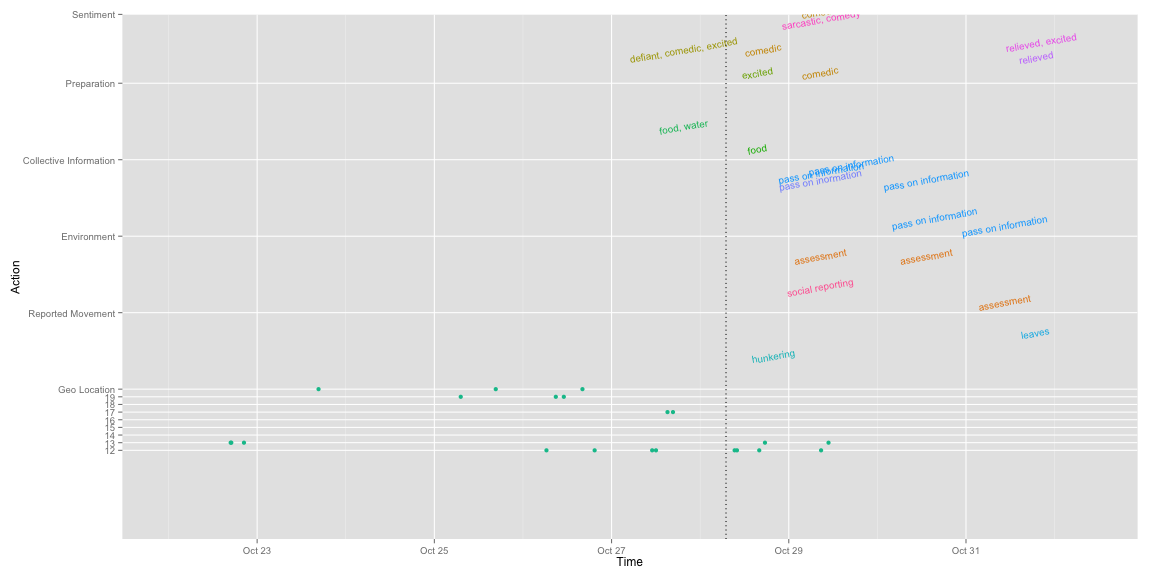 Sentiment
sarcastic, comedy
defiant, comedic, excited
comedic
relieved, excited
relieved
Preparation
excited
comedic
food, water
food
Collective Information
pass on information
pass on information
pass on inormation
pass on information
pass on information
pass on information
Environment
assessment
assessment
social reporting
assessment
Reported Movement
leaves
hunkering
Geo Location
19
18
17
16
15
14
13
12
Action
Oct 23
Oct 25
Oct 27
Oct 29
Oct 31
Time